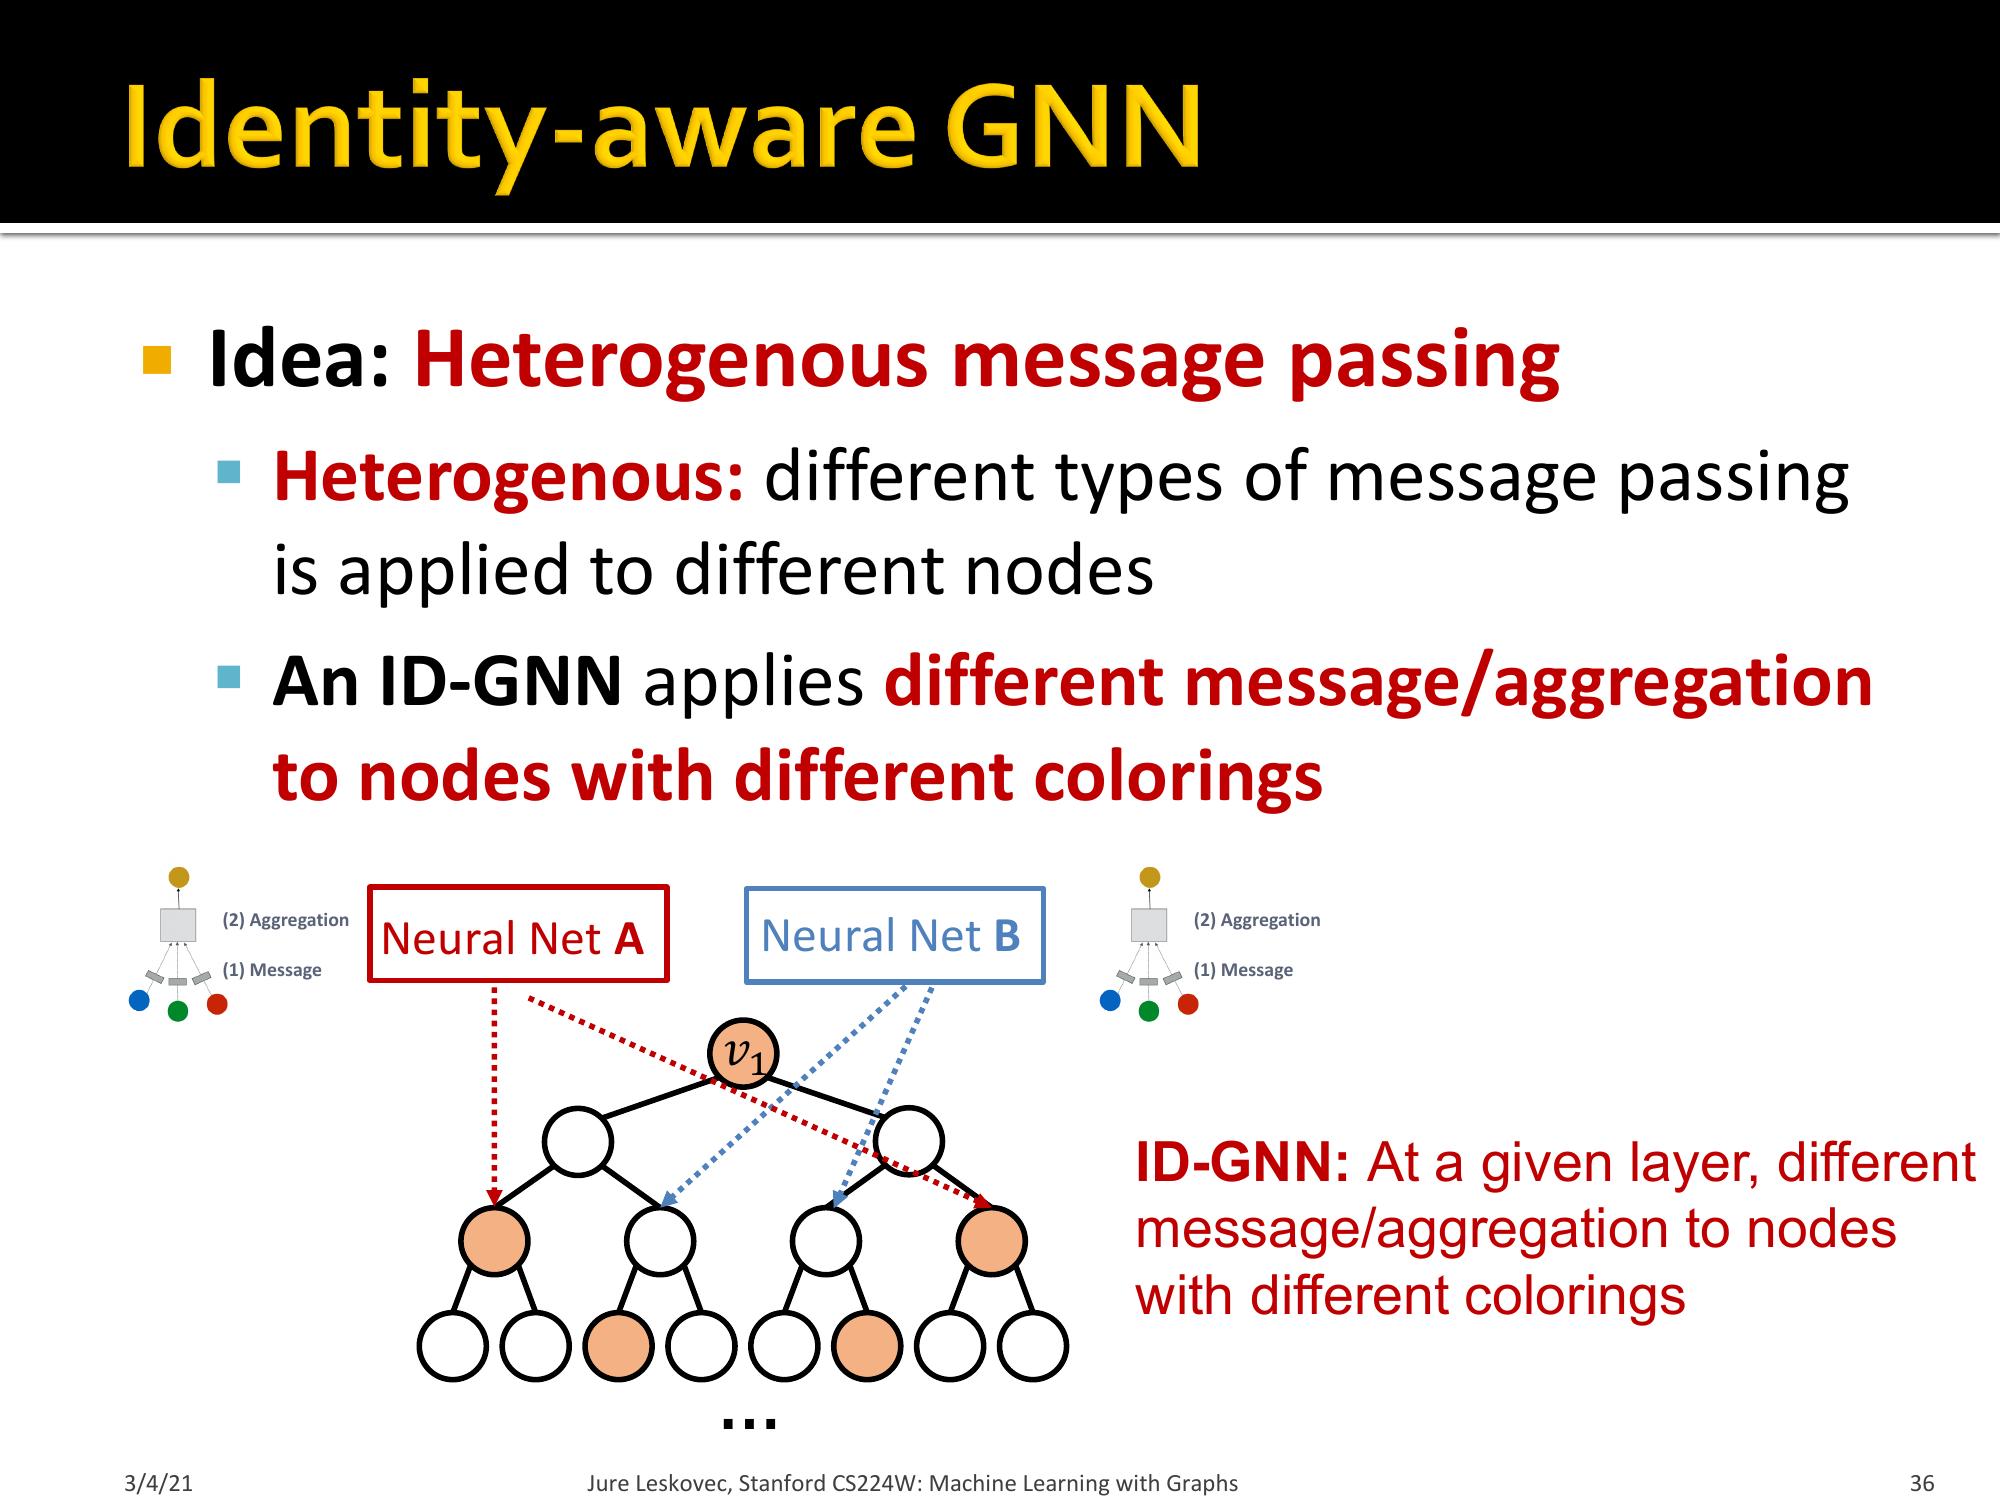 Identity-aware GNN
Idea: Heterogenous message passing
Heterogenous: different types of message passing
is applied to different nodes
An ID-GNN applies different message/aggregation
to nodes with different colorings
(2) Aggregation
(1) Message
Neural Net A
Neural Net B
(2) Aggregation
(1) Message
v₁
ID-GNN: At a given layer, different
message/aggregation to nodes
with different colorings
...
3/4/21
Jure Leskovec, Stanford CS224W: Machine Learning with Graphs
36